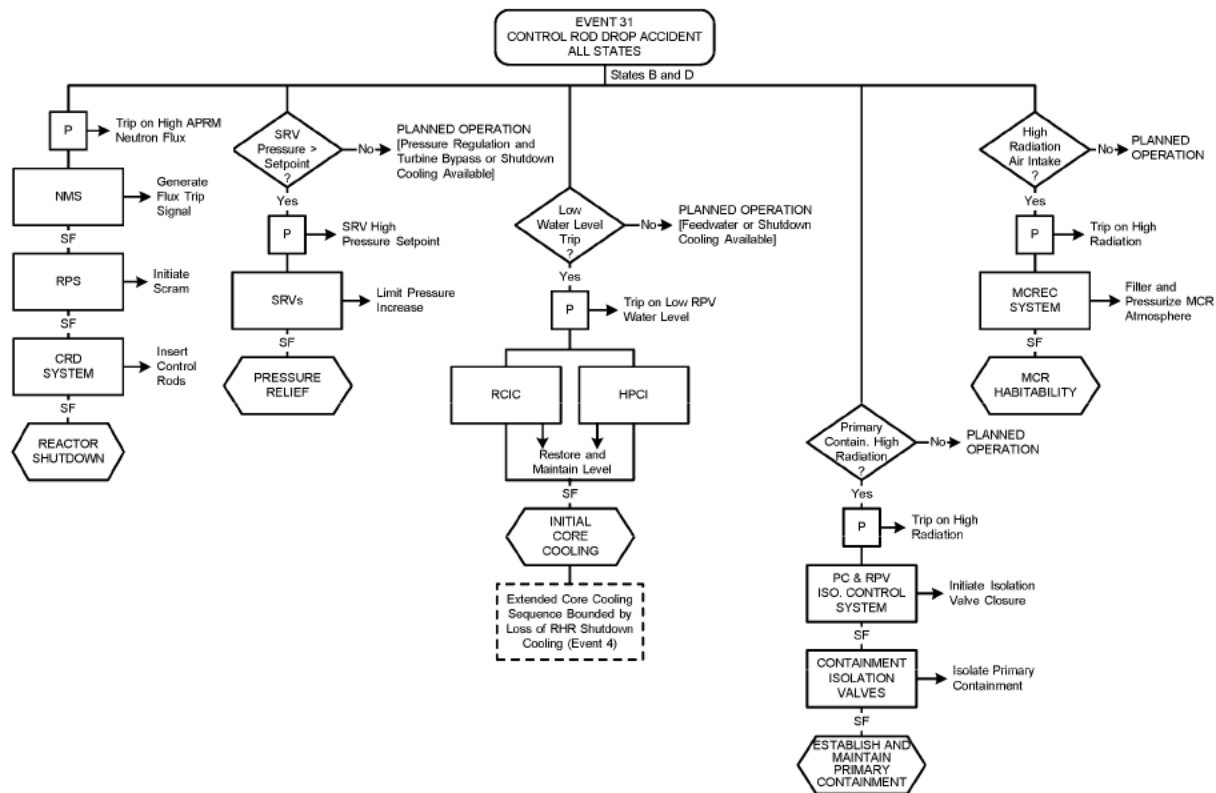 EVENT 31
CONTROL ROD DROP ACCIDENT
ALL STATES
States B and D
P
Trip on High APRM
Neutron Flux
NMS
Generate
Flux Trip
Signal
SF
RPS
Initiate
Scram
SF
CRD
SYSTEM
Insert
Control
Rods
SF
REACTOR
SHUTDOWN
SRV
Pressure >
Setpoint
?
No
PLANNED OPERATION
[Pressure Regulation and
Turbine Bypass or Shutdown
Cooling Available]
Yes
P
SRV High
Pressure Setpoint
SRVs
Limit Pressure
Increase
SF
PRESSURE
RELIEF
Low
Water Level
Trip
?
No
PLANNED OPERATION
[Feedwater or Shutdown
Cooling Available]
Yes
P
Trip on Low RPV
Water Level
RCIC
HPCI
Restore and
Maintain Level
SF
INITIAL
CORE
COOLING
Extended Core Cooling
Sequence Bounded by
Loss of RHR Shutdown
Cooling (Event 4)
Primary
Contain. High
Radiation
?
No
PLANNED
OPERATION
Yes
P
Trip on High
Radiation
PC & RPV
ISO. CONTROL
SYSTEM
Initiate Isolation
Valve Closure
SF
CONTAINMENT
ISOLATION
VALVES
Isolate Primary
Containment
SF
ESTABLISH AND
MAINTAIN
PRIMARY
CONTAINMENT
High
Radiation
Air Intake
?
No
PLANNED
OPERATION
Yes
P
Trip on High
Radiation
MCREC
SYSTEM
Filter and
Pressurize MCR
Atmosphere
SF
MCR
HABITABILITY